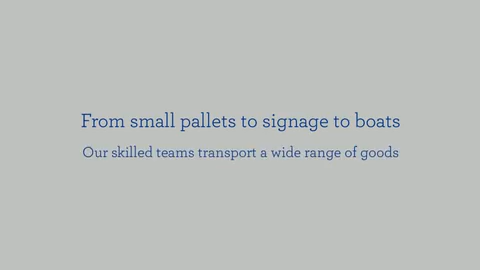 From small pallets to signage to boats
Our skilled teams transport a wide range of goods